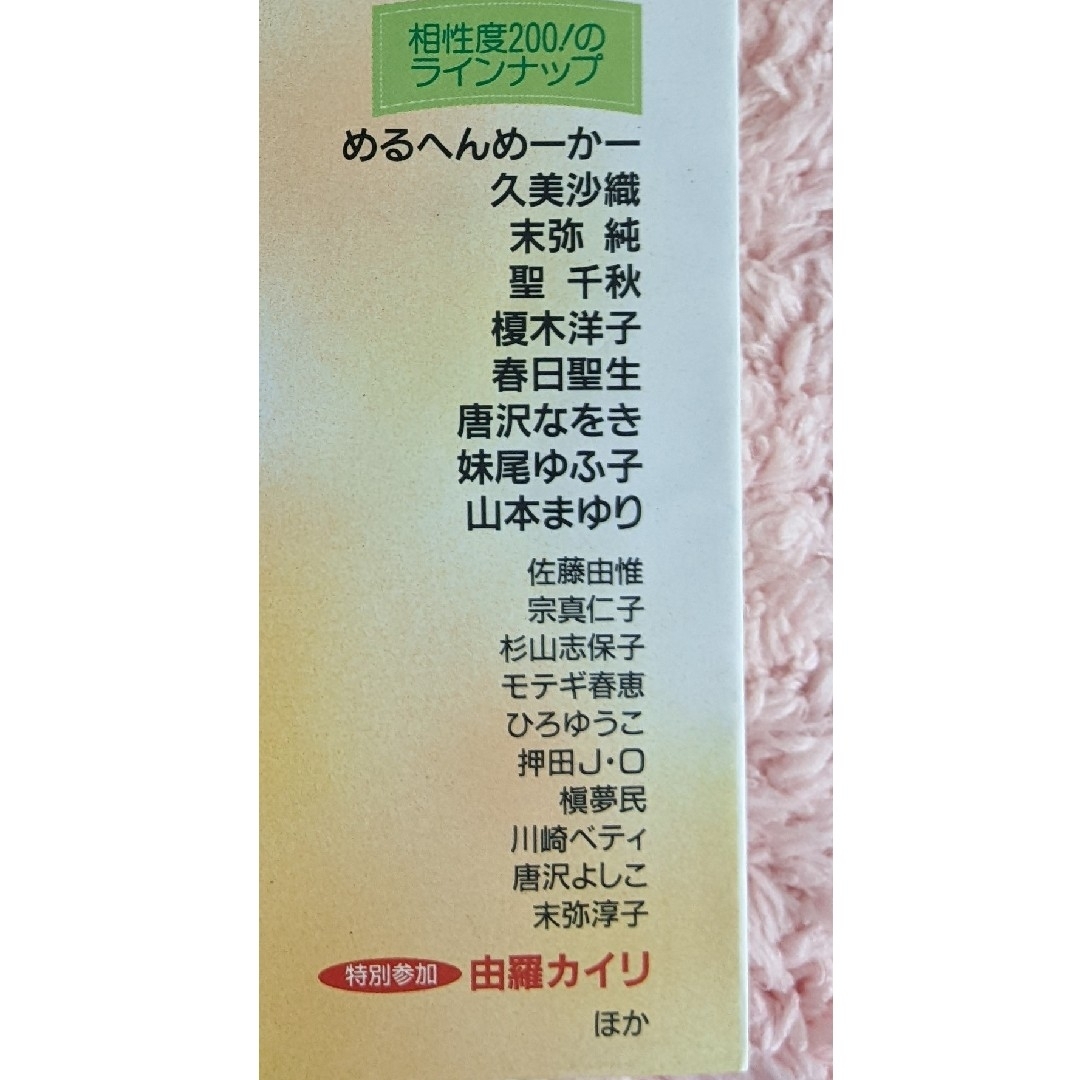 相性度200!の
ラインナップ
めるへんめーかー
久美沙織
末弥 純
聖 千秋
榎木洋子
春日聖生
唐沢なをき
妹尾ゆふ子
山本まゆり
佐藤由惟
宗真仁子
杉山志保子
モテギ春恵
ひろゆうこ
押田J・O
槇夢民
川崎ベティ
唐沢よしこ
末弥淳子
特別参加 由羅カイリ
ほか